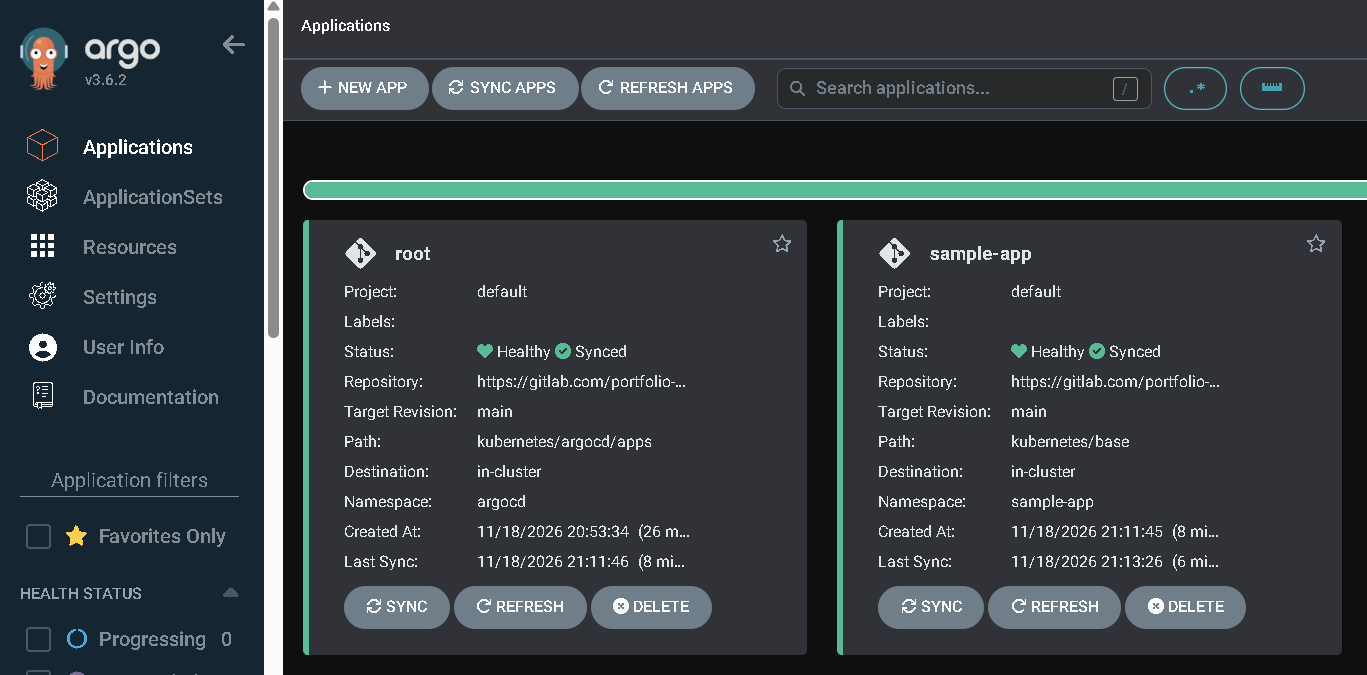 argo
v3.6.2
Applications
ApplicationSets
Resources
Settings
User Info
Documentation
Application filters
Favorites Only
HEALTH STATUS
Progressing 0
Applications
+ NEW APP SYNC APPS REFRESH APPS Search applications... / .*
root
Project: default
Labels:
Status: Healthy Synced
Repository: https://gitlab.com/portfolio-...
Target Revision: main
Path: kubernetes/argocd/apps
Destination: in-cluster
Namespace: argocd
Created At: 11/18/2026 20:53:34 (26 m...
Last Sync: 11/18/2026 21:11:46 (8 mi...
SYNC REFRESH DELETE
sample-app
Project: default
Labels:
Status: Healthy Synced
Repository: https://gitlab.com/portfolio-...
Target Revision: main
Path: kubernetes/base
Destination: in-cluster
Namespace: sample-app
Created At: 11/18/2026 21:11:45 (8 mi...
Last Sync: 11/18/2026 21:13:26 (6 mi...
SYNC REFRESH DELETE